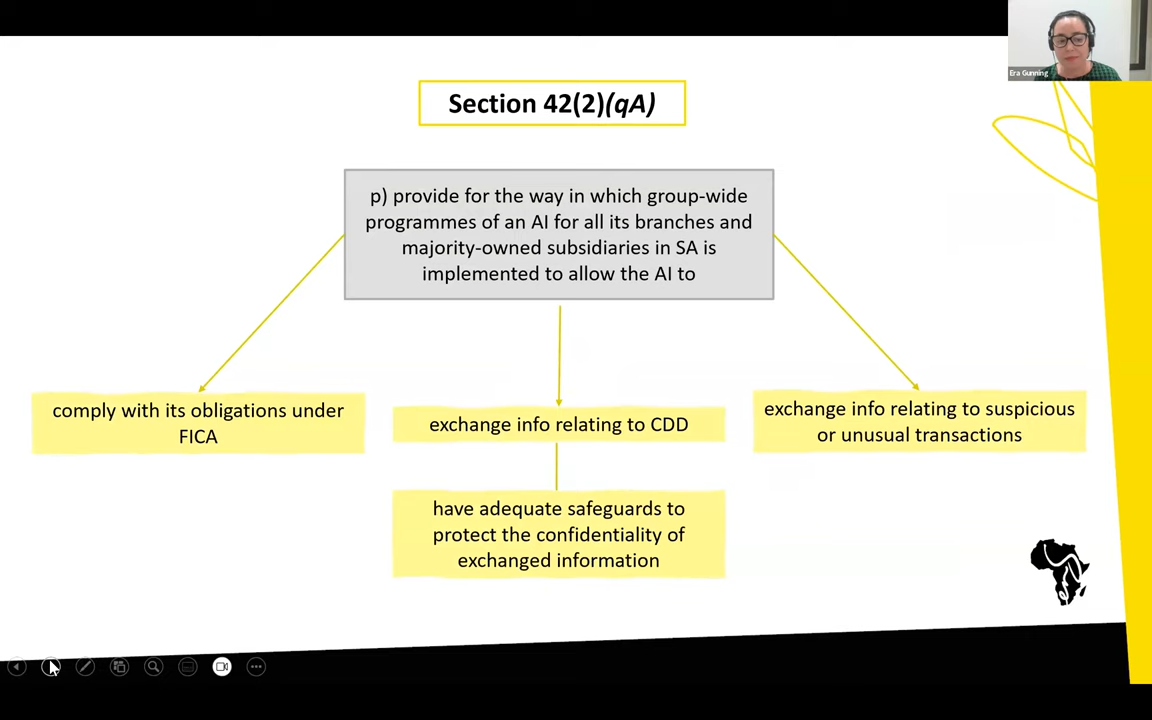 Era Gunning
Section 42(2)(qA)
p) provide for the way in which group-wide
programmes of an AI for all its branches and
majority-owned subsidiaries in SA is
implemented to allow the AI to
comply with its obligations under
FICA
exchange info relating to CDD
exchange info relating to suspicious
or unusual transactions
have adequate safeguards to
protect the confidentiality of
exchanged information